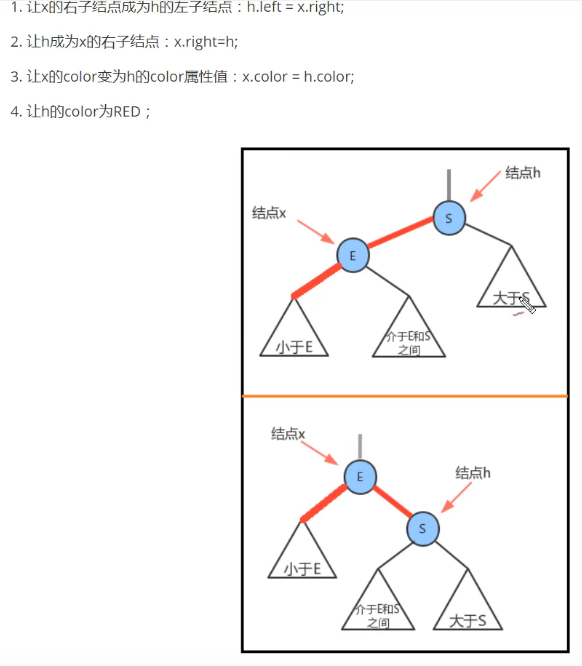 1. 让x的右子结点成为h的左子结点：h.left = x.right;
2. 让h成为x的右子结点：x.right=h;
3. 让x的color变为h的color属性值：x.color = h.color;
4. 让h的color为RED；
结点h
结点x
S
E
大于S
介于E和S
之间
小于E
结点x
结点h
E
S
小于E
介于E和S
之间
大于S